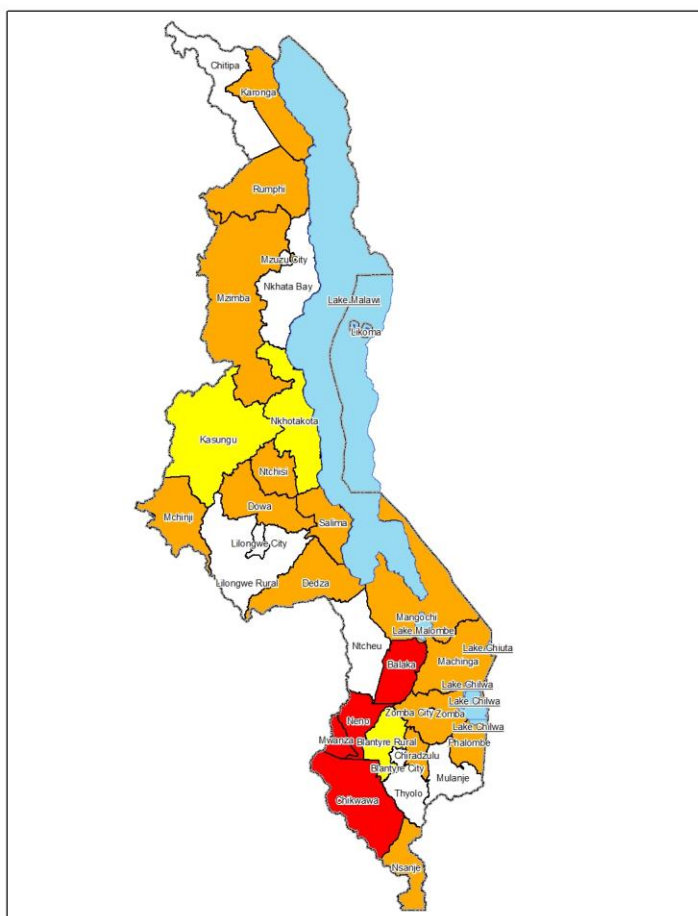 Chitipa
Karonga
Rumphi
Mzuzu City
Nkhata Bay
Mzimba
Lake Malawi
Likoma
Nkhotakota
Kasungu
Ntchisi
Dowa
Mchinji
Salima
Lilongwe City
Lilongwe Rural
Dedza
Mangochi
Lake Malombe
Ntcheu
Lake Chiuta
Balaka
Machinga
Lake Chilwa
Lake Chilwa
Zomba City
Zomba
Neno
Lake Chilwa
Mwanza
Blantyre Rural
Phalombe
Chiradzulu
Blantyre City
Mulanje
Thyolo
Chikwawa
Nsanje